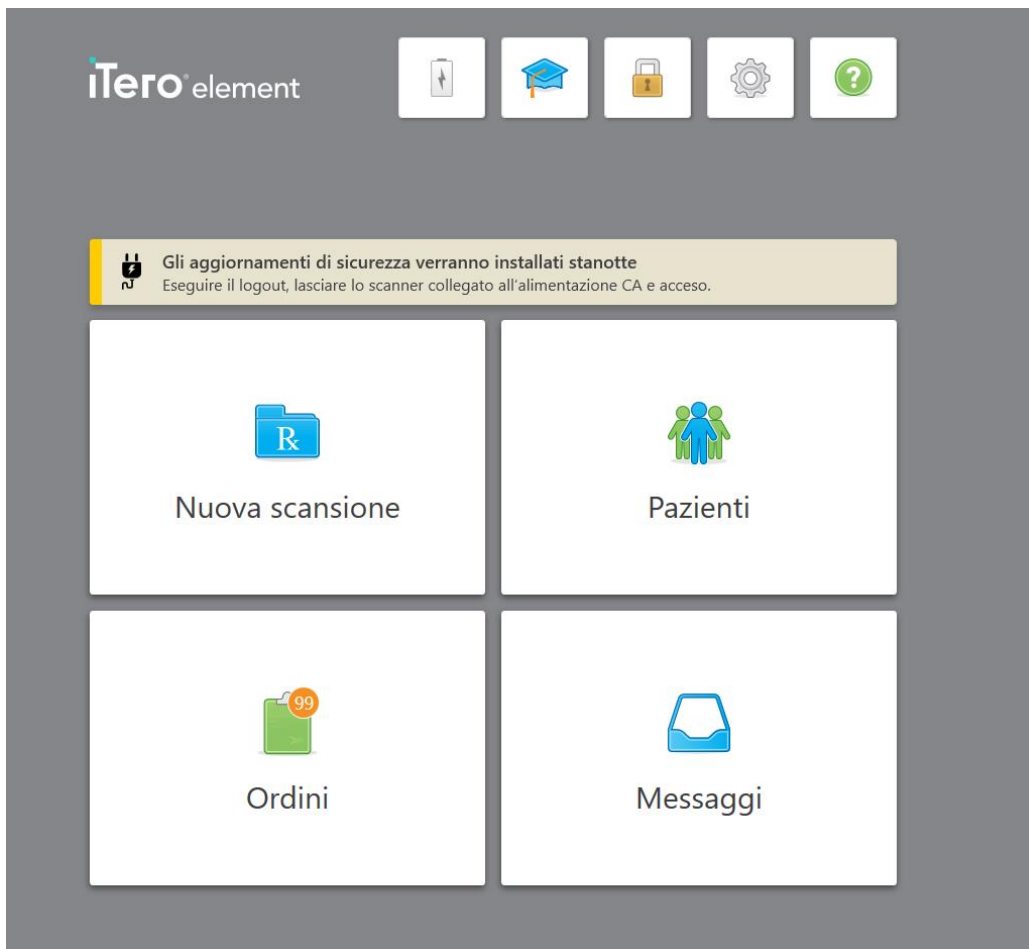 iTero element
Gli aggiornamenti di sicurezza verranno installati stanotte
Eseguire il logout, lasciare lo scanner collegato all'alimentazione CA e acceso.
Rx
Nuova scansione
Pazienti
99
Ordini
Messaggi